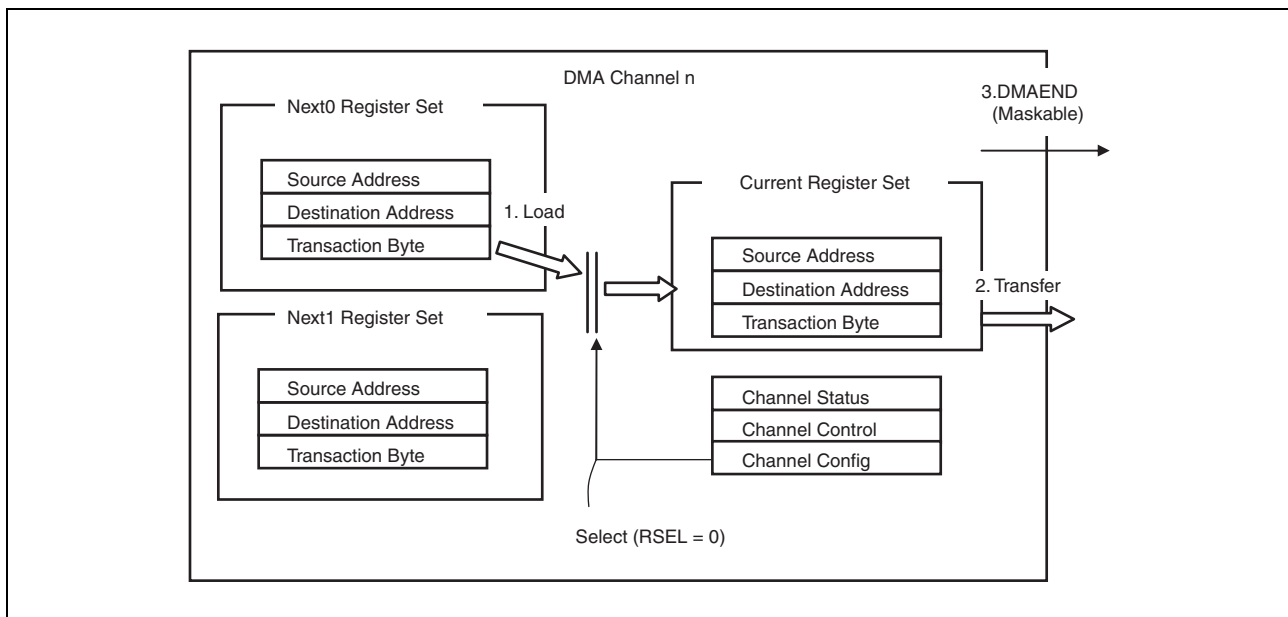 DMA Channel n
3.DMAEND
(Maskable)
Next0 Register Set
Source Address
Destination Address
Transaction Byte
1. Load
Current Register Set
Source Address
Destination Address
Transaction Byte
2. Transfer
Next1 Register Set
Source Address
Destination Address
Transaction Byte
Channel Status
Channel Control
Channel Config
Select (RSEL = 0)